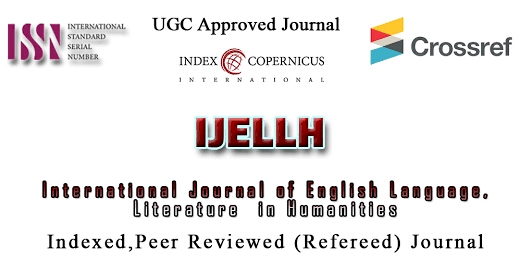 ISSN
INTERNATIONAL
STANDARD
SERIAL
NUMBER
UGC Approved Journal
INDEX COPERNICUS
INTERNATIONAL
Crossref
IJELLH
International Journal of English Language,
Literature in Humanities
Indexed,Peer Reviewed (Refereed) Journal